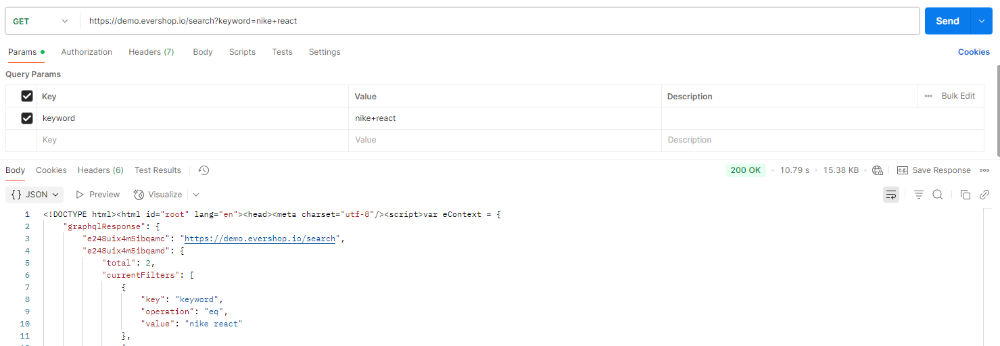 GET https://demo.evershop.io/search?keyword=nike+react Send
Params Authorization Headers (7) Body Scripts Tests Settings Cookies
Query Params
Key Value Description Bulk Edit
keyword nike+react
Key Value Description
Body Cookies Headers (6) Test Results 200 OK 10.79 s 15.38 KB e.g. Save Response
{} JSON Preview Visualize
1 <!DOCTYPE html><html id="root" lang="en"><head><meta charset="utf-8"/><script>var eContext = {
2 "graphqlResponse": {
3 "e248uix4m5ibqamc": "https://demo.evershop.io/search",
4 "e248uix4m5ibqamd": {
5 "total": 2,
6 "currentFilters": [
7 {
8 "key": "keyword",
9 "operation": "eq",
10 "value": "nike react"
11 },